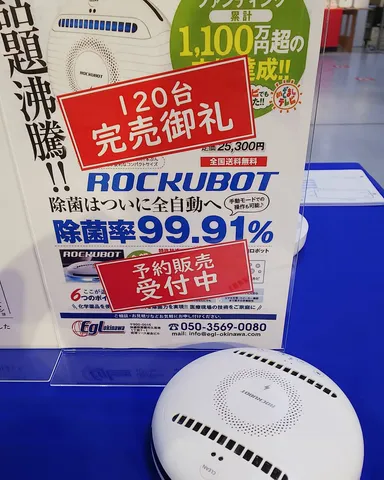 話題沸騰!!
ファンディング
累計
1,100万円超の
ROCKUBOT
120台
完売御礼
定価25,300円
全国送料無料
ROCKUBOT
除菌はついに全自動へ
手動モードでの
操作も可能♪
除菌率99.91%
ROCKUBOT
予約販売
受付中
6つの
Egl okinawa
☎050-3569-0080
mail: info@egl-okinawa.com
ROCKUBOT
CLEAN